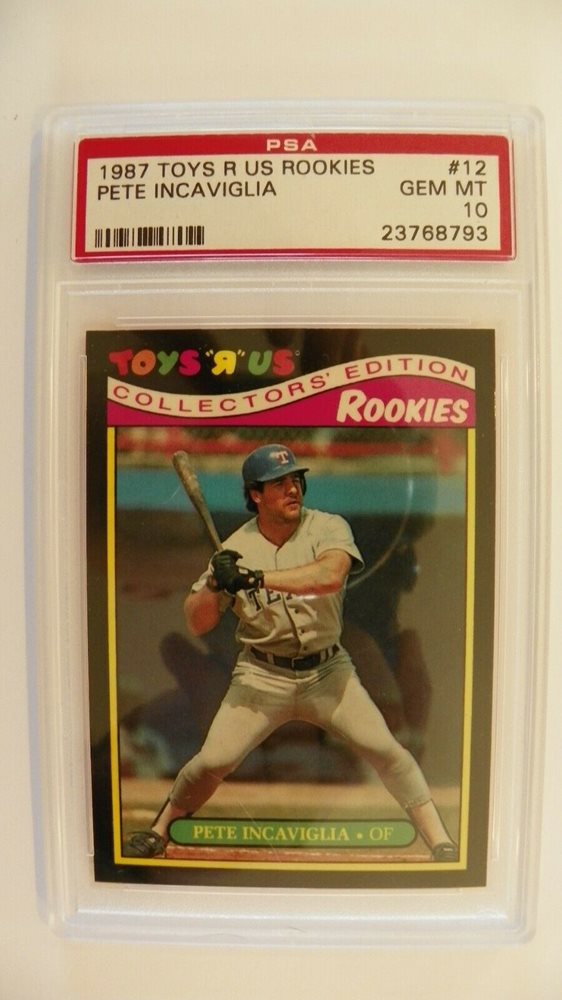 PSA
1987 TOYS R US ROOKIES #12
PETE INCAVIGLIA GEM MT
10
23768793
TOYS "Я" US
COLLECTORS' EDITION
ROOKIES
T
TEX
PETE INCAVIGLIA • OF